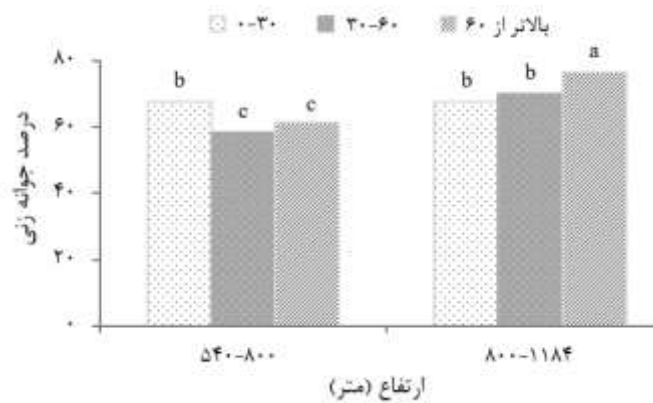 ۰-۳۰ ۳۰-۶۰ بالاتر از ۶۰
۸۰
۶۰
۴۰
۲۰
۰
درصد جوانه زنی
b c c b b a
۵۴۰-۸۰۰ ۸۰۰-۱۱۸۴
ارتفاع (متر)